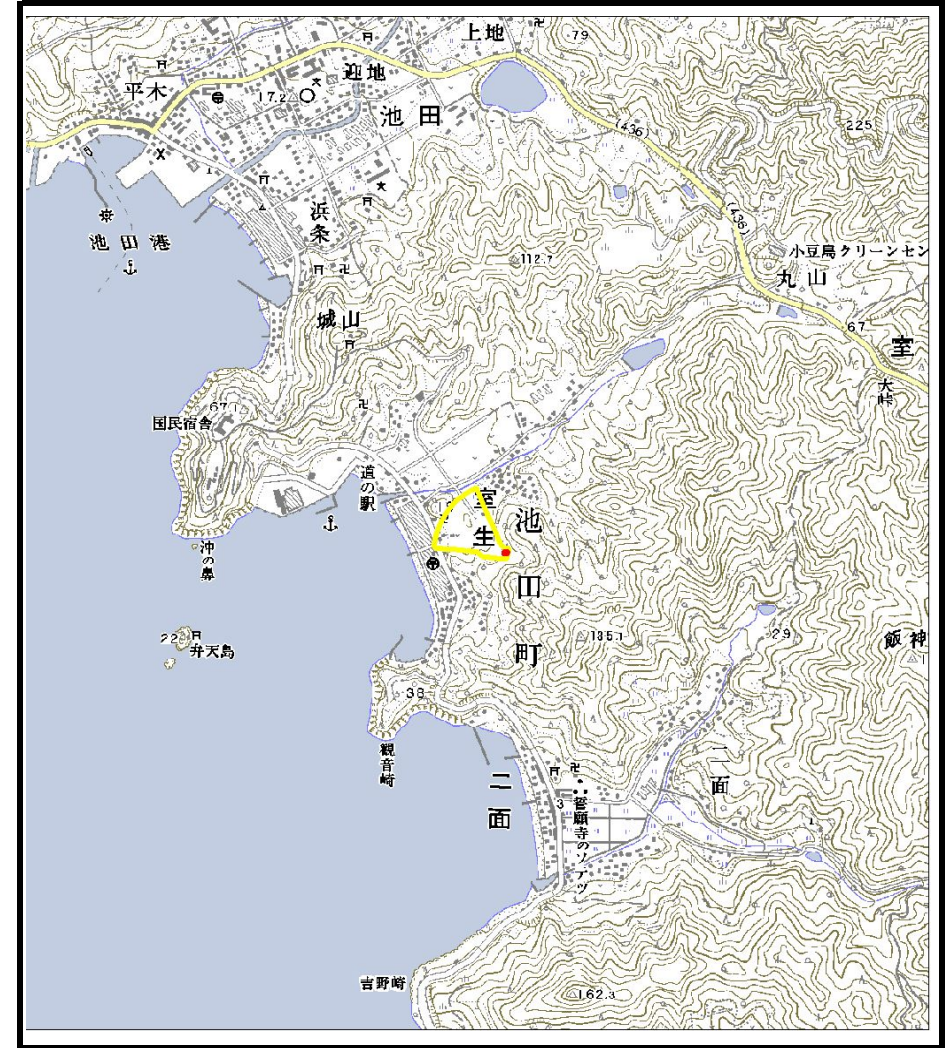 上地
79
迎地
平木
17.2
池田
(436)
225
5
浜条
(436)
池田港
112.7
小豆島クリーンセン
丸山
城山
67
室
大峠
67
国民宿舎
道の駅
室生
池田町
沖の鼻
100
135.1
29
飯神
22
弁天島
38
観音崎
二面
二面
3
誓願寺のソテツ
吉野崎
162.3